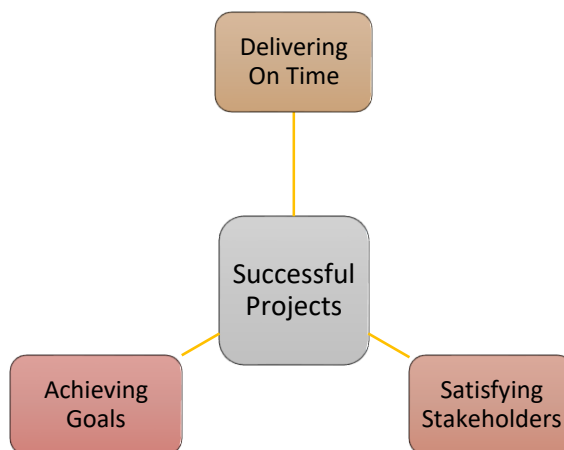 Delivering
On Time
Successful
Projects
Achieving
Goals
Satisfying
Stakeholders